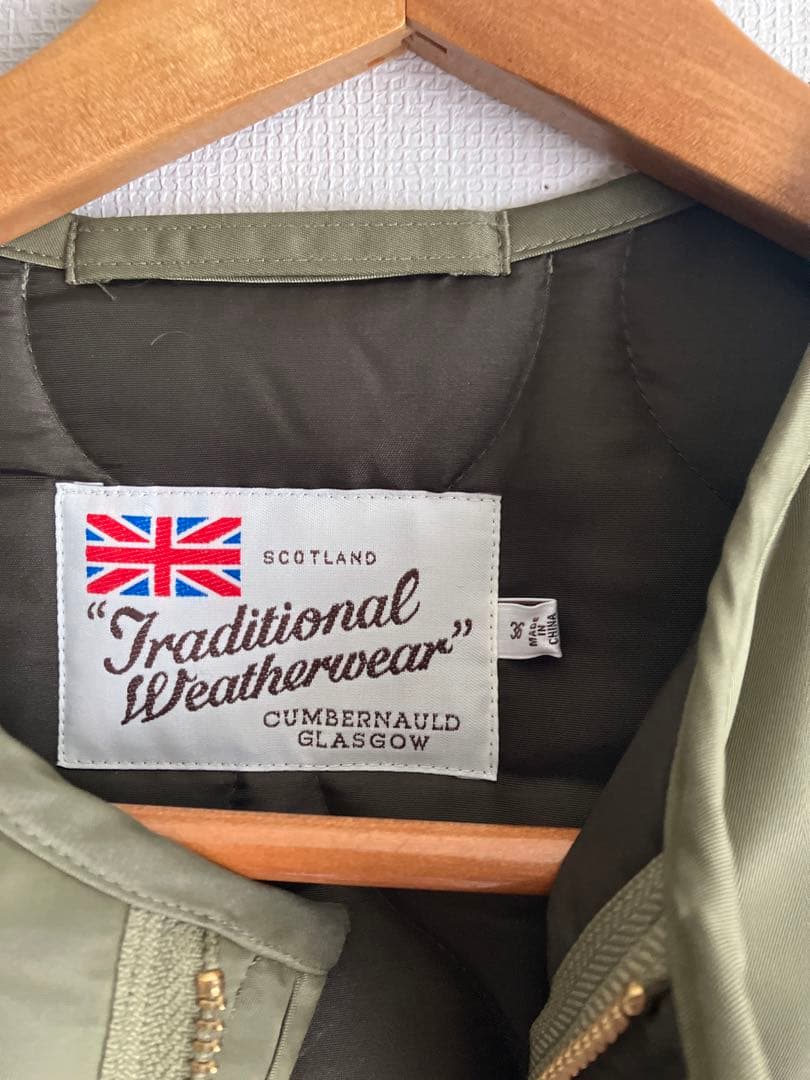 SCOTLAND
"Traditional
Weatherwear"
CUMBERNAULD
GLASGOW
36
MADE
IN
CHINA